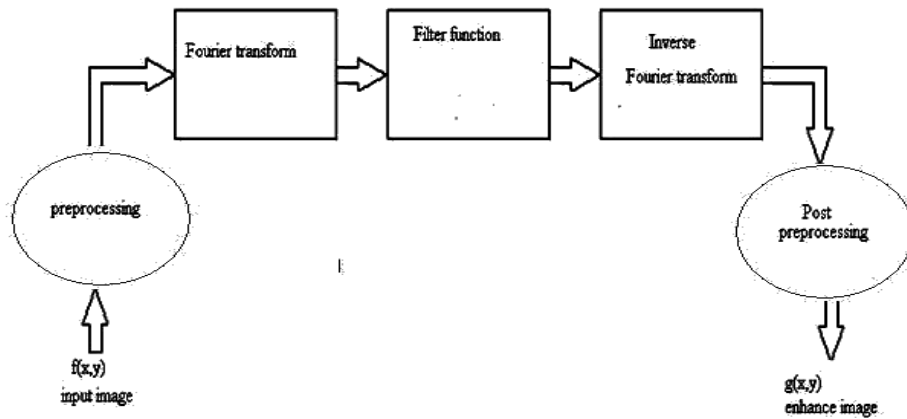 Fourier transform
Filter function
Inverse
Fourier transform
preprocessing
Post
preprocessing
f(x,y)
input image
g(x,y)
enhance image